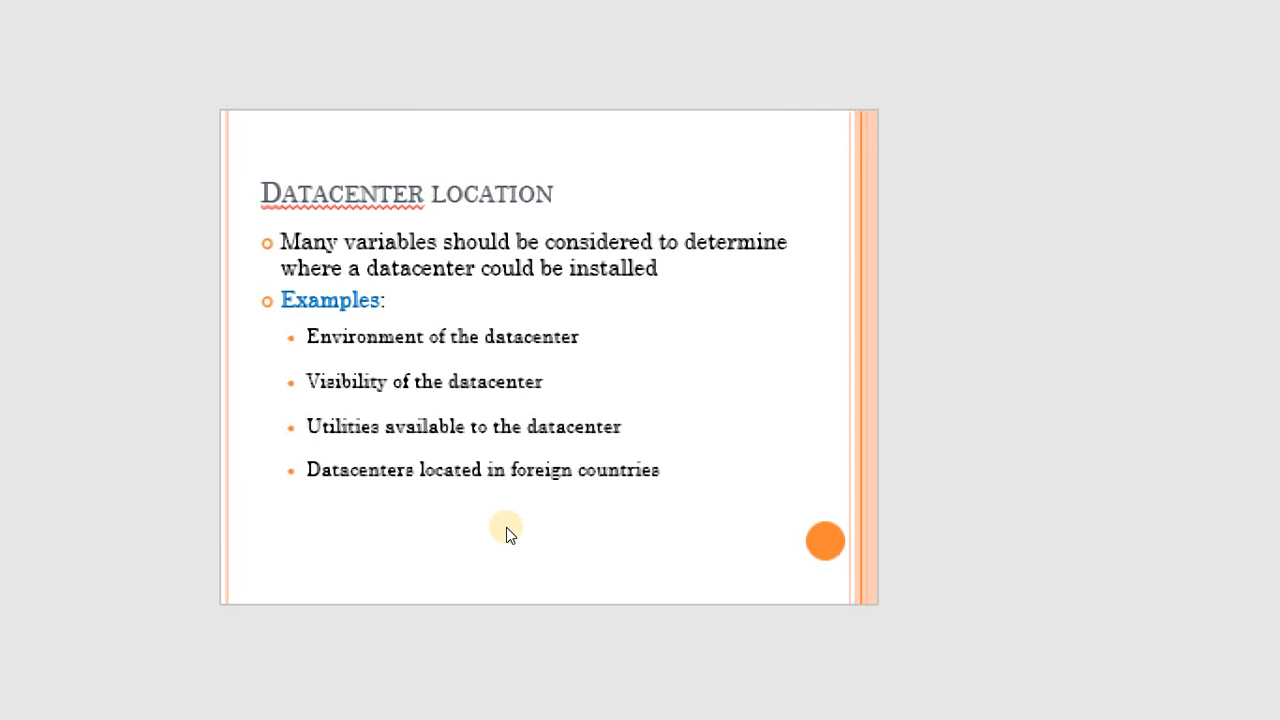 DATACENTER LOCATION
Many variables should be considered to determine
where a datacenter could be installed
Examples:
Environment of the datacenter
Visibility of the datacenter
Utilities available to the datacenter
Datacenters located in foreign countries